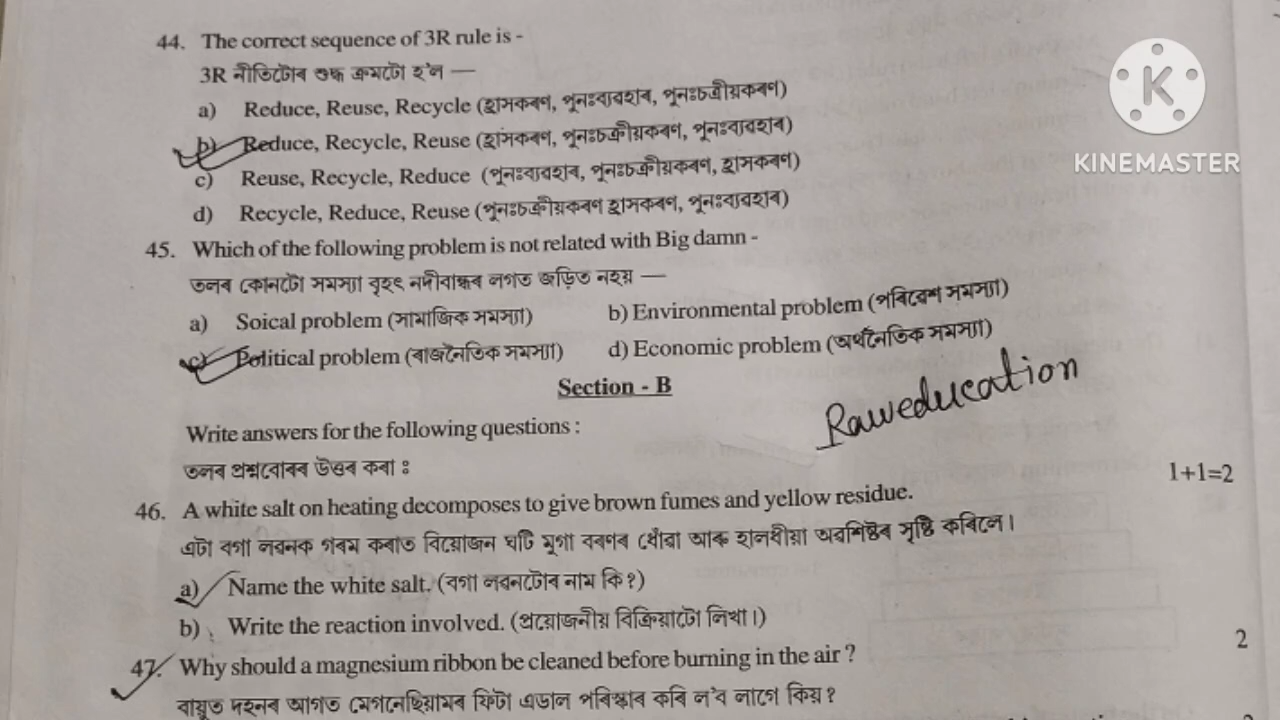 44. The correct sequence of 3R rule is -
3R নীতিটোৰ শুদ্ধ ক্ৰমটো হ'ল —
a) Reduce, Reuse, Recycle (হ্ৰাসকৰণ, পূনঃব্যৱহাৰ, পূনঃচক্ৰীয়কৰণ)
b) Reduce, Recycle, Reuse (হ্ৰাসকৰণ, পূনঃচক্ৰীয়কৰণ, পূনঃব্যৱহাৰ)
c) Reuse, Recycle, Reduce (পূনঃব্যৱহাৰ, পূনঃচক্ৰীয়কৰণ, হ্ৰাসকৰণ)
d) Recycle, Reduce, Reuse (পূনঃচক্ৰীয়কৰণ হ্ৰাসকৰণ, পূনঃব্যৱহাৰ)
KINEMASTER
45. Which of the following problem is not related with Big damn -
তলৰ কোনটো সমস্যা বৃহৎ নদীবান্ধৰ লগত জড়িত নহয় —
a) Soical problem (সামাজিক সমস্যা) b) Environmental problem (পৰিৱেশ সমস্যা)
c) Political problem (ৰাজনৈতিক সমস্যা) d) Economic problem (অৰ্থনৈতিক সমস্যা)
Section - B
Raweducation
Write answers for the following questions :
তলৰ প্ৰশ্নবোৰৰ উত্তৰ কৰা ঃ
1+1=2
46. A white salt on heating decomposes to give brown fumes and yellow residue.
এটা বগা লৱনক গৰম কৰাত বিয়োজন ঘটি মূগা বৰণৰ ধোঁৱা আৰু হালধীয়া অৱশিষ্টৰ সৃষ্টি কৰিলে।
a) Name the white salt. (বগা লৱনটোৰ নাম কি?)
b) Write the reaction involved. (প্ৰয়োজনীয় বিক্ৰিয়াটো লিখা।)
47. Why should a magnesium ribbon be cleaned before burning in the air ? 2
বায়ুত দহনৰ আগত মেগনেছিয়ামৰ ফিটা এডাল পৰিস্কাৰ কৰি ল'ব লাগে কিয়?